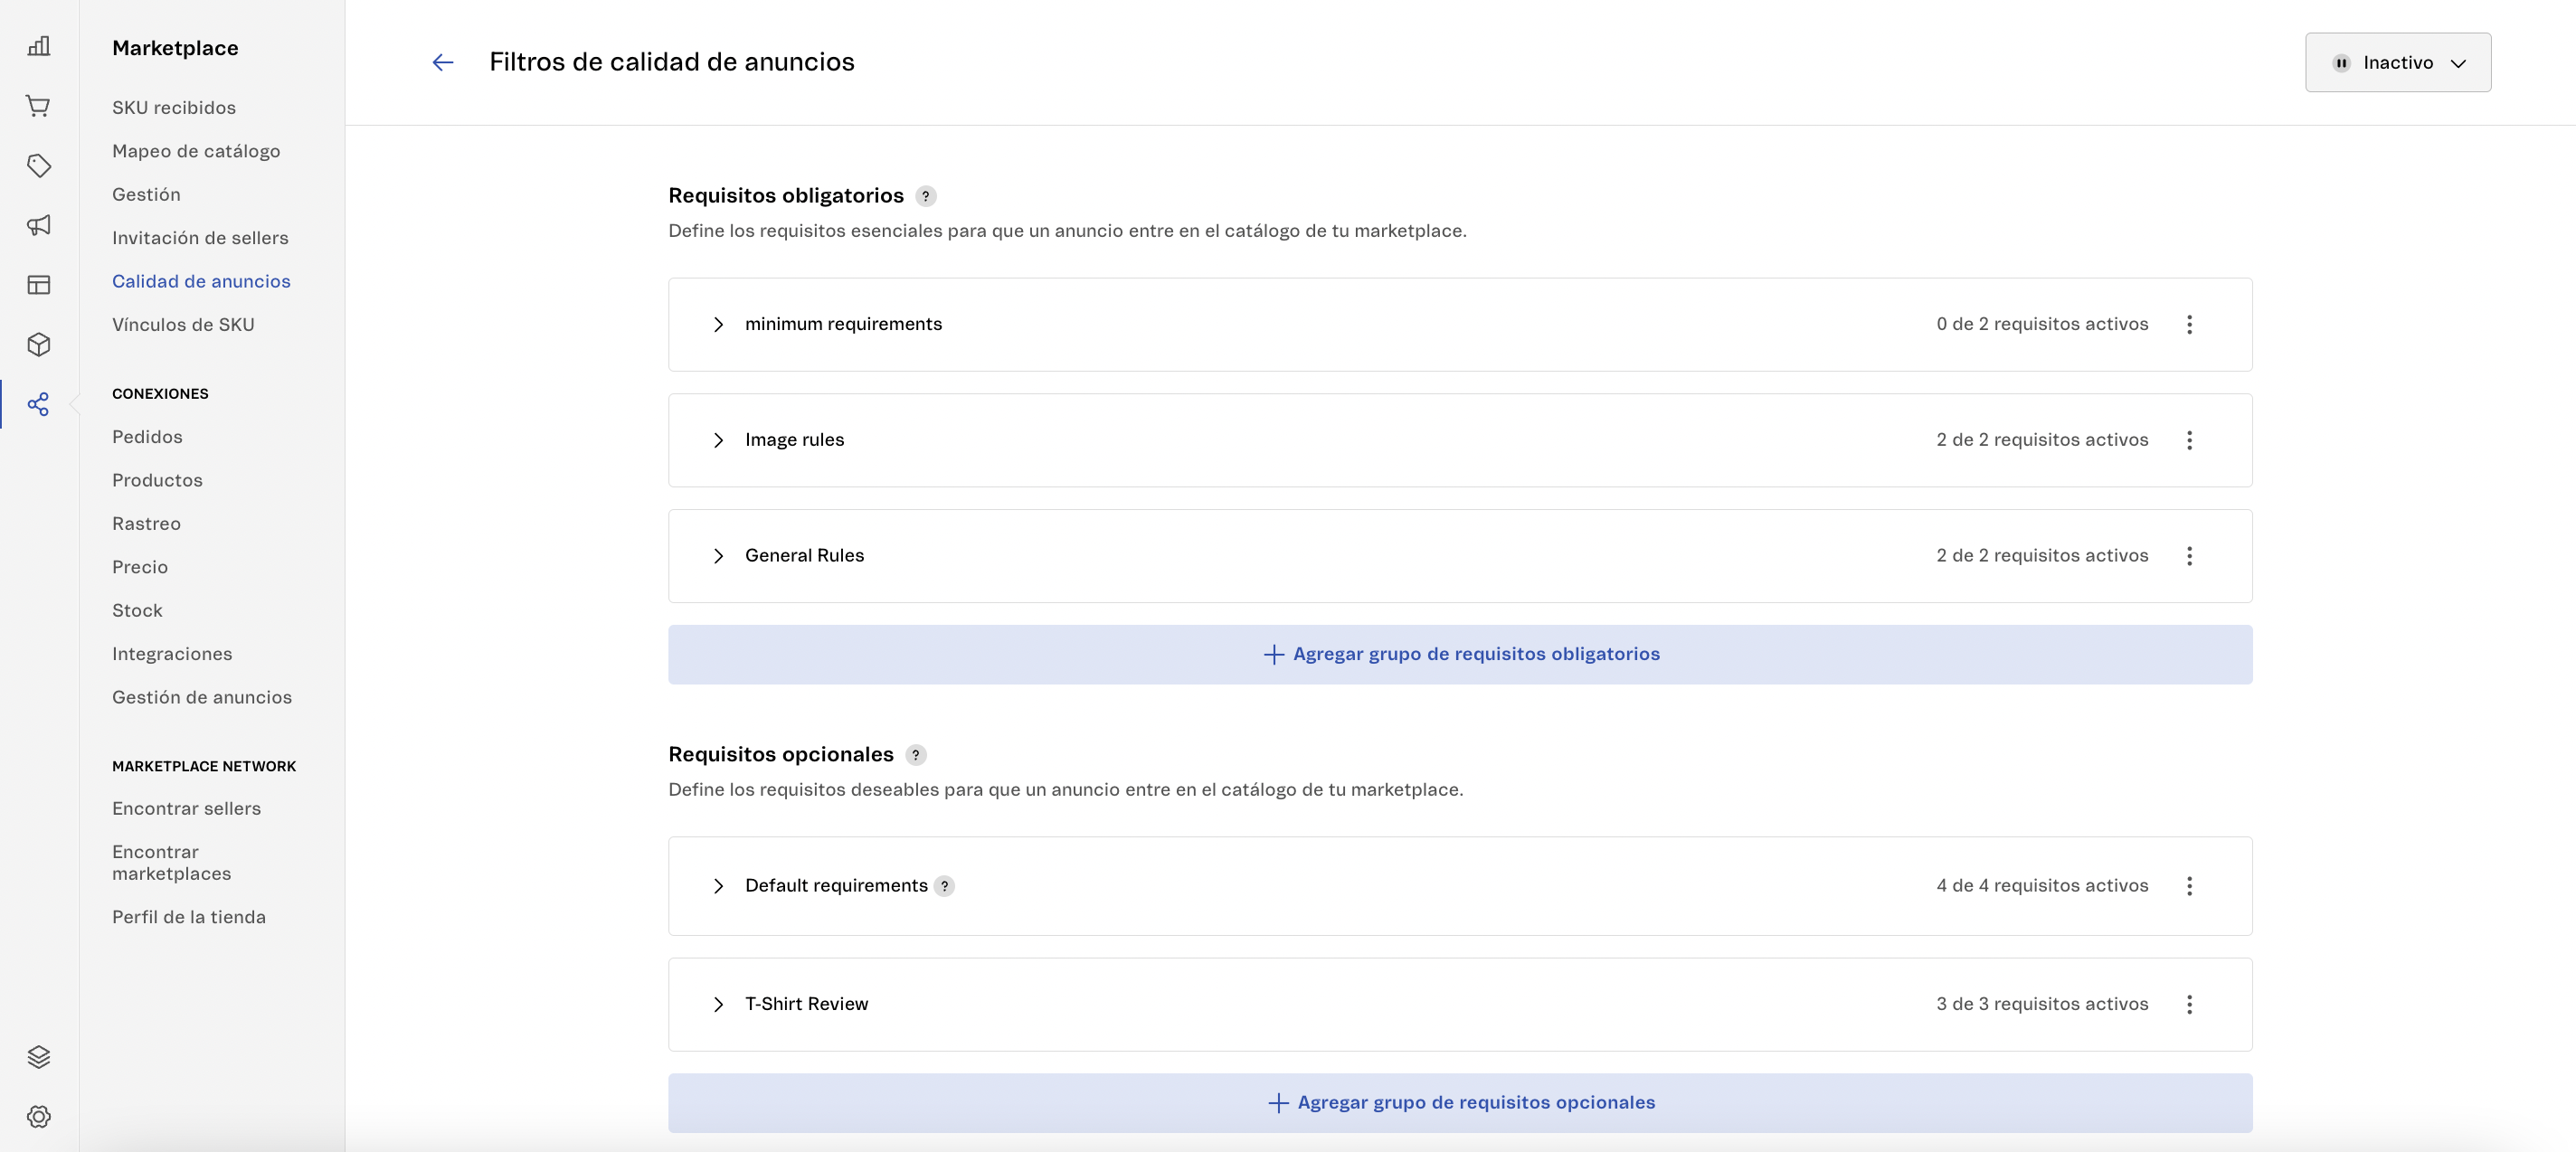 Marketplace
SKU recibidos
Mapeo de catálogo
Gestión
Invitación de sellers
Calidad de anuncios
Vínculos de SKU
CONEXIONES
Pedidos
Productos
Rastreo
Precio
Stock
Integraciones
Gestión de anuncios
MARKETPLACE NETWORK
Encontrar sellers
Encontrar
marketplaces
Perfil de la tienda
Filtros de calidad de anuncios
Inactivo
Requisitos obligatorios ?
Define los requisitos esenciales para que un anuncio entre en el catálogo de tu marketplace.
minimum requirements 0 de 2 requisitos activos
Image rules 2 de 2 requisitos activos
General Rules 2 de 2 requisitos activos
+ Agregar grupo de requisitos obligatorios
Requisitos opcionales ?
Define los requisitos deseables para que un anuncio entre en el catálogo de tu marketplace.
Default requirements ? 4 de 4 requisitos activos
T-Shirt Review 3 de 3 requisitos activos
+ Agregar grupo de requisitos opcionales